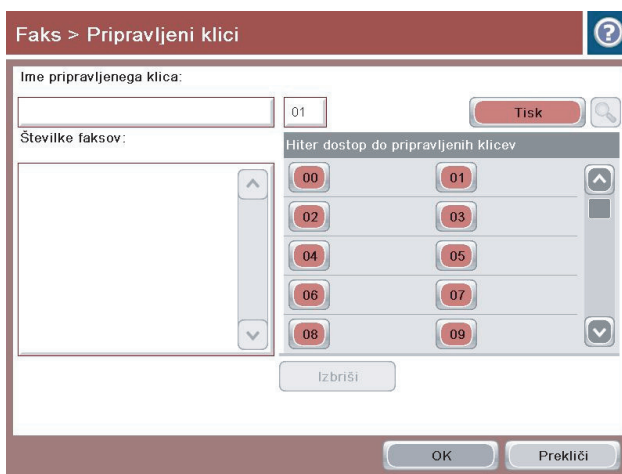 Faks > Pripravljeni klici
?
Ime pripravljenega klica:
01
Tisk
Številke faksov:
Hiter dostop do pripravljenih klicev
00 01
02 03
04 05
06 07
08 09
Izbriši
OK Prekliči